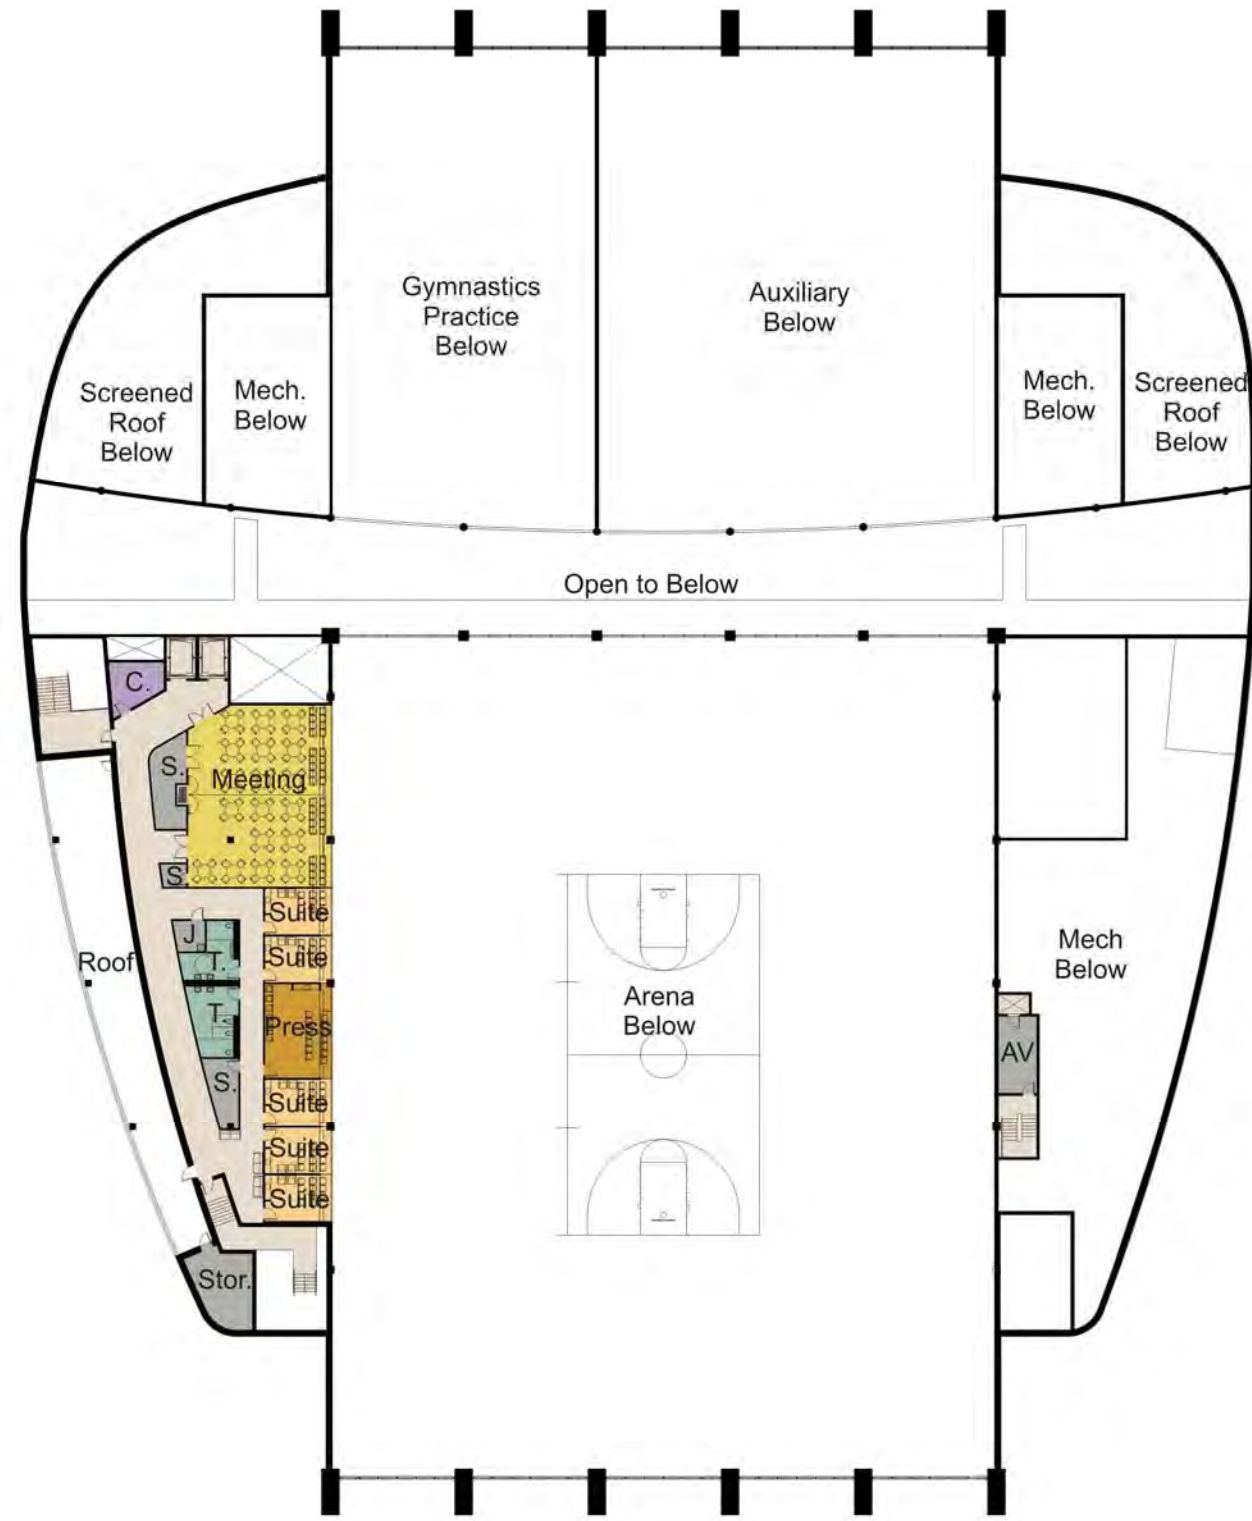 Gymnastics
Practice
Below
Auxiliary
Below
Screened
Roof
Below
Mech.
Below
Mech.
Below
Screened
Roof
Below
Open to Below
C.
S.
Meeting
S.
Suite
J.
Suite
T.
Roof
Press
T.
S.
Suite
Suite
Suite
Stor.
Arena
Below
Mech
Below
AV